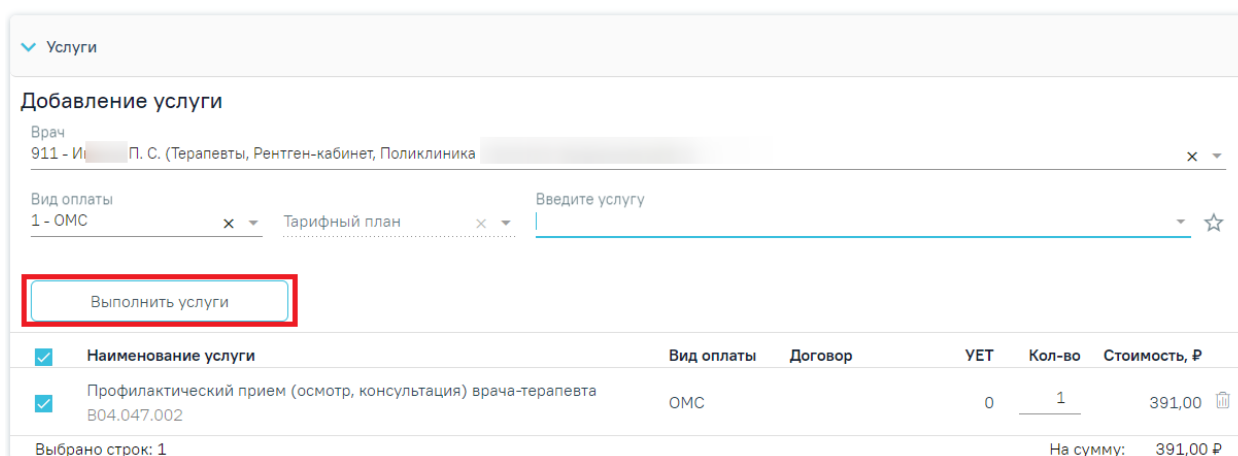 Услуги
Добавление услуги
Врач
911 - И П. С. (Терапевты, Рентген-кабинет, Поликлиника
Вид оплаты
1 - ОМС
Тарифный план
Введите услугу
Выполнить услуги
Наименование услуги Вид оплаты Договор УЕТ Кол-во Стоимость, ₽
Профилактический прием (осмотр, консультация) врача-терапевта ОМС 0 1 391,00
B04.047.002
Выбрано строк: 1 На сумму: 391,00 ₽